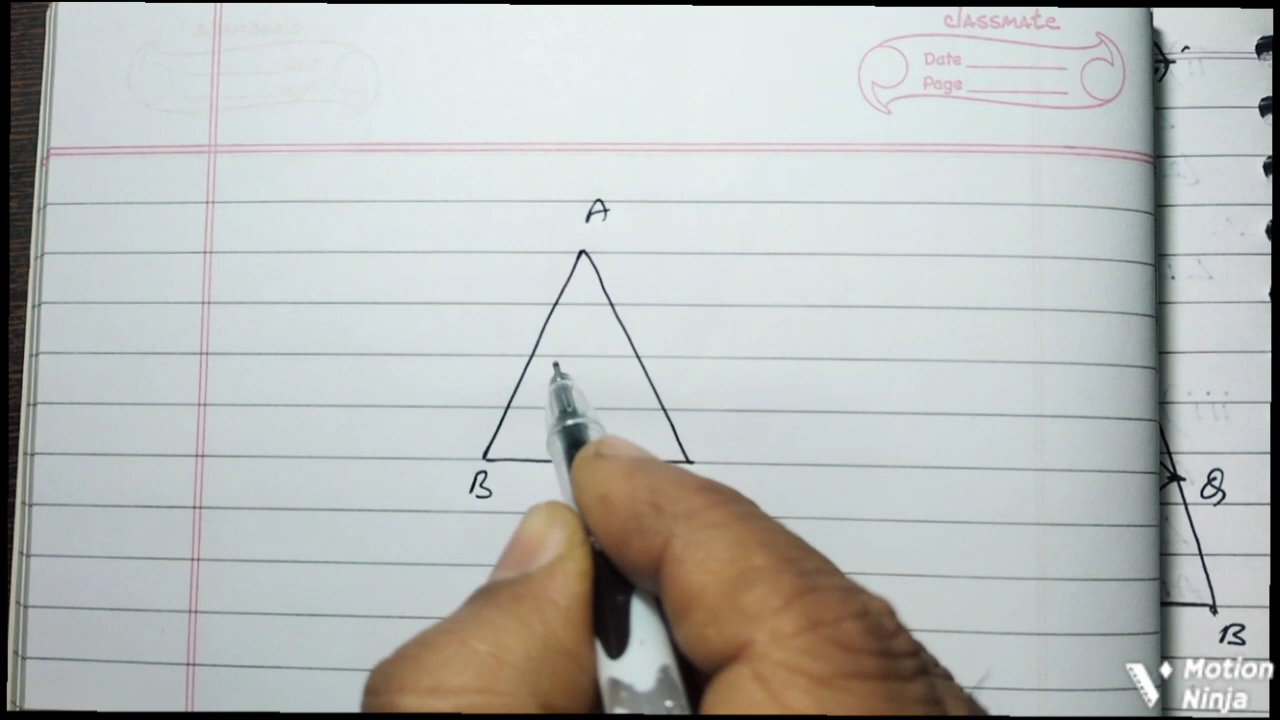 classmate
Date
Page
A
B
Q
B
Motion
Ninja